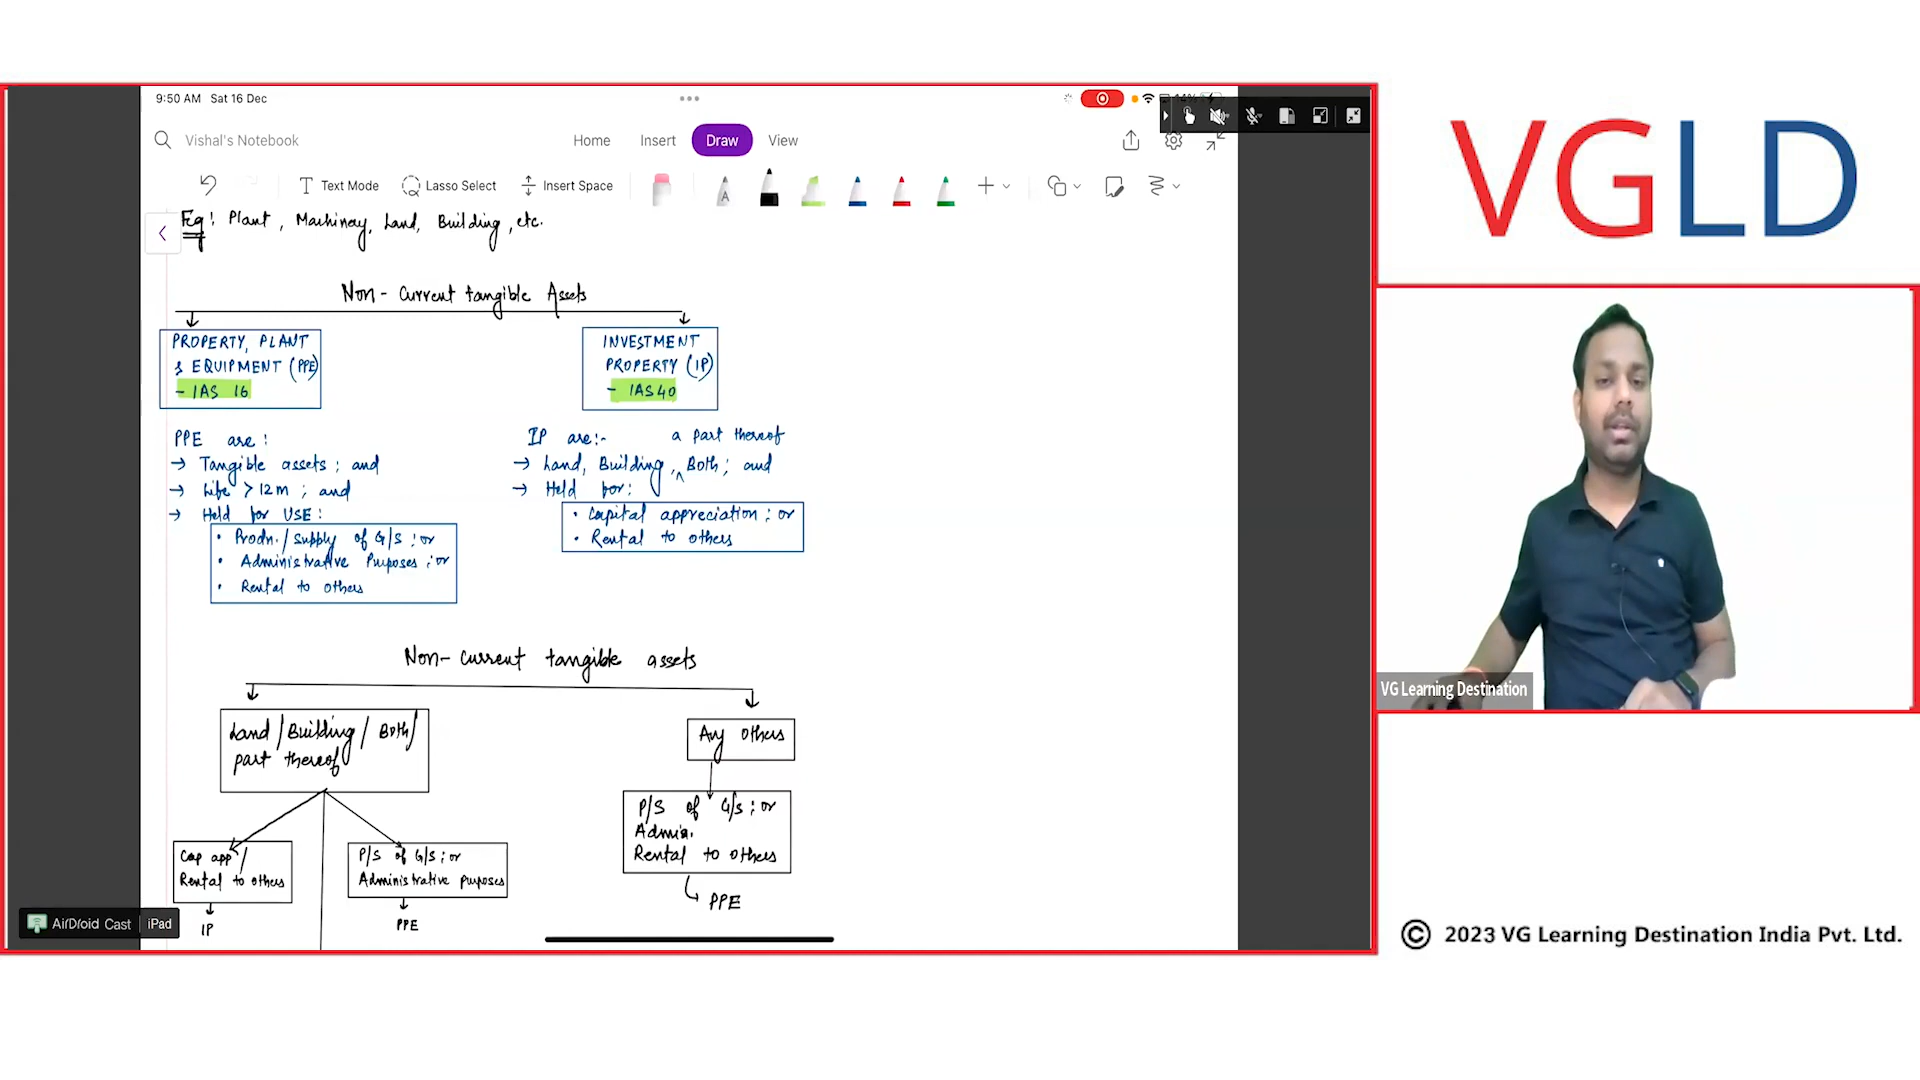 9:50 AM Sat 16 Dec
Vishal's Notebook
Home
Insert
Draw
View
Text Mode
Lasso Select
Insert Space
Eg: Plant, Machinery, Land, Building, etc.
Non-Current tangible Assets
PROPERTY, PLANT
& EQUIPMENT (PPE)
- IAS 16
INVESTMENT
PROPERTY (IP)
- IAS 40
PPE are:
→ Tangible assets; and
→ Life > 12m; and
→ Held for USE:
• Prodn./Supply of G/S; or
• Administrative Purposes; or
• Rental to others
IP are:- a part thereof
→ Land, Building, ^ Both; and
→ Held for:
• Capital appreciation; or
• Rental to others
Non-current tangible assets
Land/Building/Both/
part thereof
Any others
P/S of G/S; or
Admin.
Rental to others
PPE
Cap app/
Rental to others
IP
P/S of G/S; or
Administrative purposes
PPE
AirDroid Cast iPad
VGLD
VG Learning Destination
© 2023 VG Learning Destination India Pvt. Ltd.